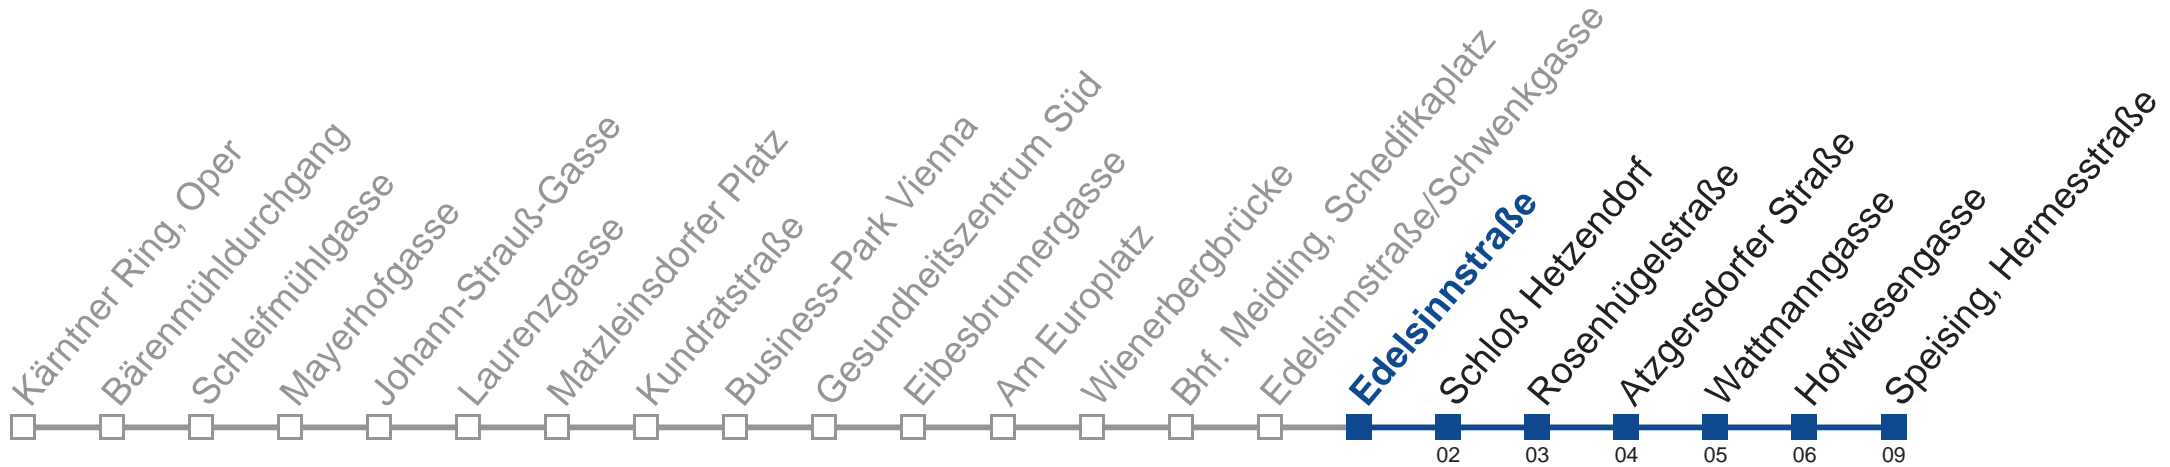 Kärntner Ring, Oper
Bärenmühldurchgang
Schleifmühlgasse
Mayerhofgasse
Johann-Strauß-Gasse
Laurenzgasse
Matzleinsdorfer Platz
Kundratstraße
Business-Park Vienna
Gesundheitszentrum Süd
Eibesbrunnergasse
Am Europlatz
Wienerbergbrücke
Bhf. Meidling, Schedifkaplatz
Edelsinnstraße/Schwenkgasse
Edelsinnstraße
Schloß Hetzendorf
Rosenhügelstraße
Atzgersdorfer Straße
Wattmanngasse
Hofwiesengasse
Speising, Hermesstraße
02 03 04 05 06 09